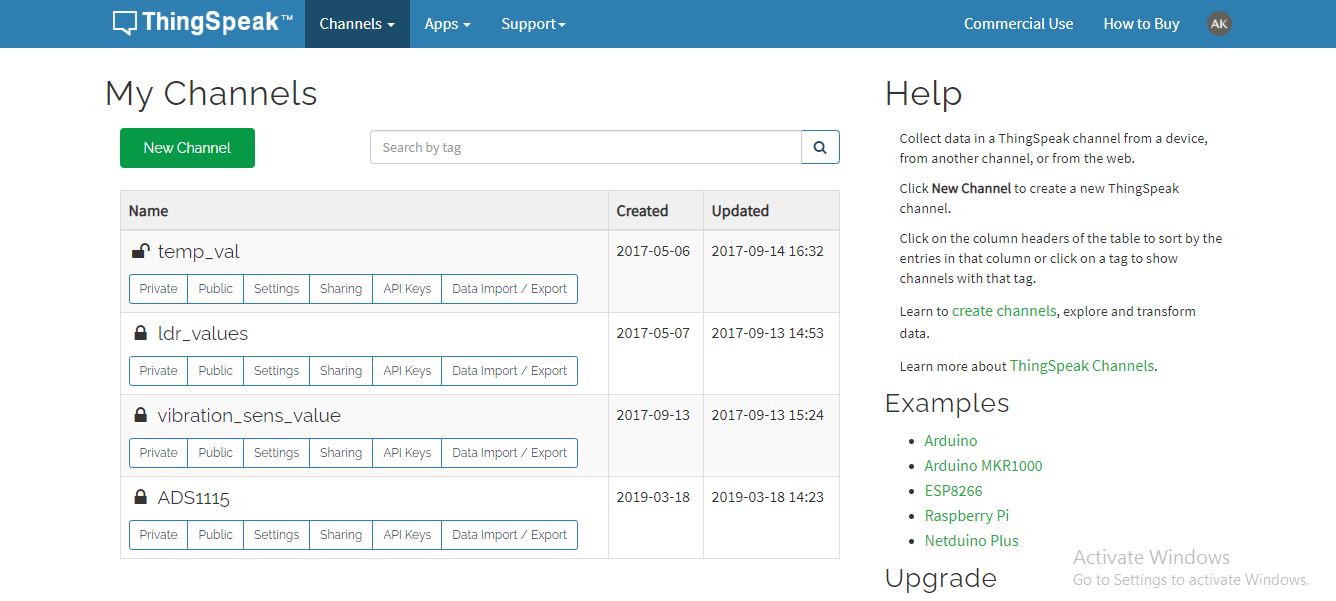 ThingSpeak™ Channels Apps Support Commercial Use How to Buy AK
My Channels
New Channel
Search by tag
Name Created Updated
temp_val 2017-05-06 2017-09-14 16:32
Private Public Settings Sharing API Keys Data Import / Export
ldr_values 2017-05-07 2017-09-13 14:53
Private Public Settings Sharing API Keys Data Import / Export
vibration_sens_value 2017-09-13 2017-09-13 15:24
Private Public Settings Sharing API Keys Data Import / Export
ADS1115 2019-03-18 2019-03-18 14:23
Private Public Settings Sharing API Keys Data Import / Export
Help
Collect data in a ThingSpeak channel from a device,
from another channel, or from the web.
Click New Channel to create a new ThingSpeak
channel.
Click on the column headers of the table to sort by the
entries in that column or click on a tag to show
channels with that tag.
Learn to create channels, explore and transform
data.
Learn more about ThingSpeak Channels.
Examples
Arduino
Arduino MKR1000
ESP8266
Raspberry Pi
Netduino Plus
Upgrade
Activate Windows
Go to Settings to activate Windows.